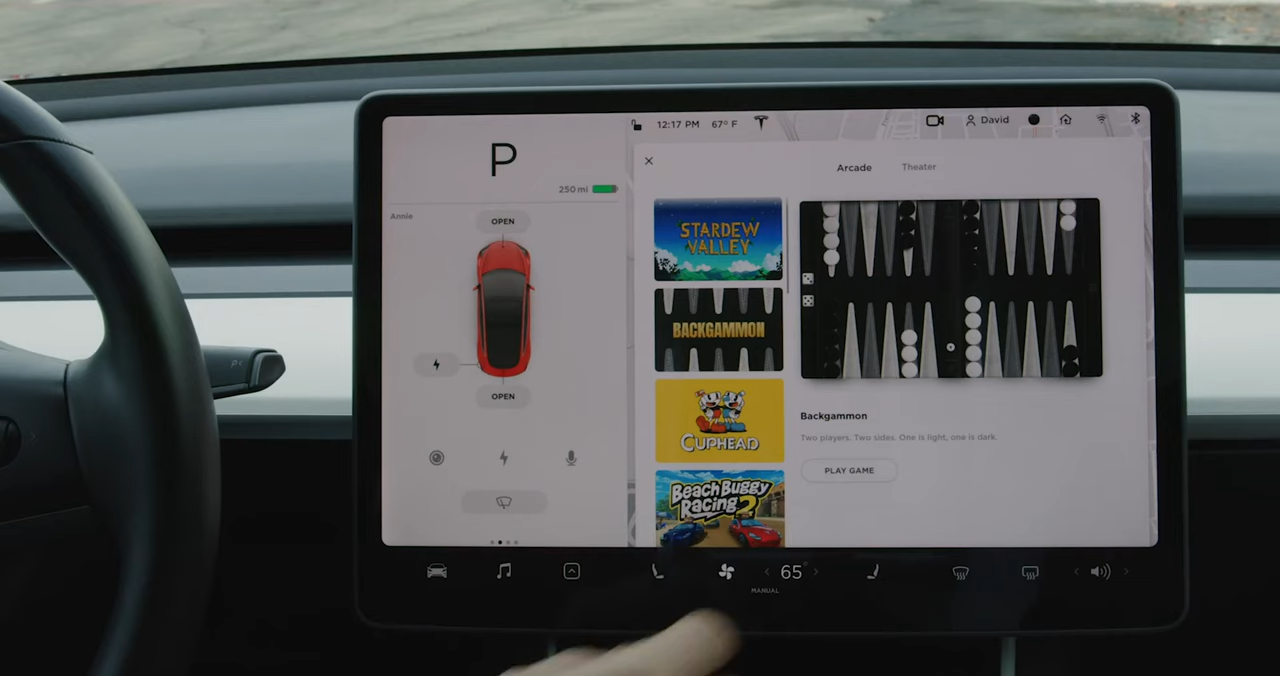 12:17 PM 67° F
David
P
250 mi
Annie
OPEN
OPEN
Arcade Theater
STARDEW
VALLEY
BACKGAMMON
CUPHEAD
Beach Buggy
Racing 2
Backgammon
Two players. Two sides. One is light, one is dark.
PLAY GAME
65°
MANUAL
P<